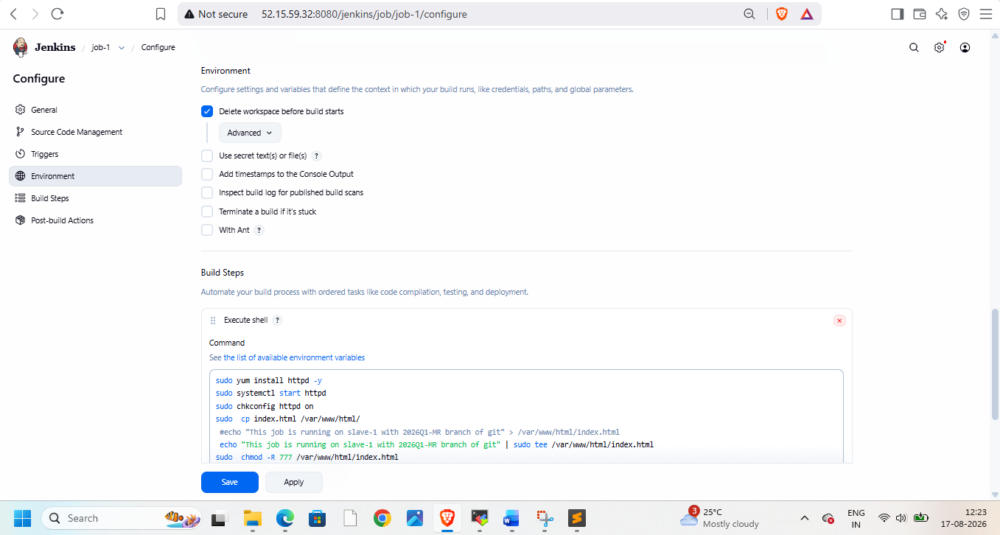 Not secure 52.15.59.32:8080/jenkins/job/job-1/configure
Jenkins / job-1 / Configure
Configure
General
Source Code Management
Triggers
Environment
Build Steps
Post-build Actions
Environment
Configure settings and variables that define the context in which your build runs, like credentials, paths, and global parameters.
Delete workspace before build starts
Advanced
Use secret text(s) or file(s) ?
Add timestamps to the Console Output
Inspect build log for published build scans
Terminate a build if it's stuck
With Ant ?
Build Steps
Automate your build process with ordered tasks like code compilation, testing, and deployment.
Execute shell ?
Command
See the list of available environment variables
sudo yum install httpd -y
sudo systemctl start httpd
sudo chkconfig httpd on
sudo  cp index.html /var/www/html/
#echo "This job is running on slave-1 with 2026Q1-MR branch of git" > /var/www/html/index.html
echo "This job is running on slave-1 with 2026Q1-MR branch of git" | sudo tee /var/www/html/index.html
sudo  chmod -R 777 /var/www/html/index.html
Save Apply
Search
3
25°C
Mostly cloudy
ENG
IN
12:23
17-08-2026